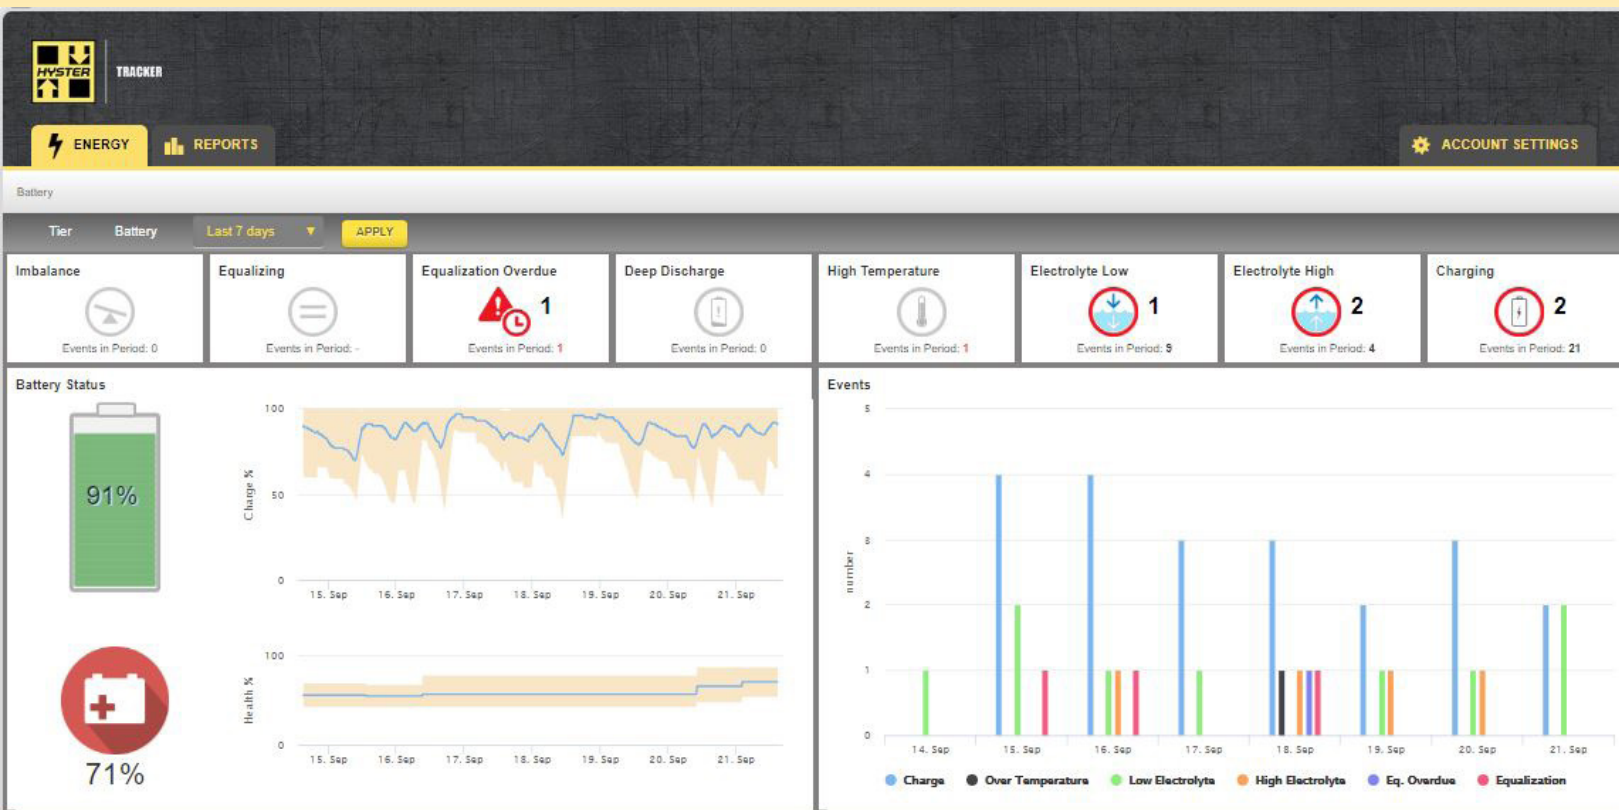 HYSTER
TRACKER
ENERGY
REPORTS
ACCOUNT SETTINGS
Battery
Tier Battery Last 7 days APPLY
Imbalance
Events in Period: 0
Equalizing
Events in Period: -
Equalization Overdue
1
Events in Period: 1
Deep Discharge
Events in Period: 0
High Temperature
Events in Period: 1
Electrolyte Low
1
Events in Period: 9
Electrolyte High
2
Events in Period: 4
Charging
2
Events in Period: 21
Battery Status
91%
71%
Charge %
100
50
0
15. Sep 16. Sep 17. Sep 18. Sep 19. Sep 20. Sep 21. Sep
Health %
100
0
15. Sep 16. Sep 17. Sep 18. Sep 19. Sep 20. Sep 21. Sep
Events
number
5
4
3
2
1
0
14. Sep 15. Sep 16. Sep 17. Sep 18. Sep 19. Sep 20. Sep 21. Sep
Charge Over Temperature Low Electrolyte High Electrolyte Eq. Overdue Equalization